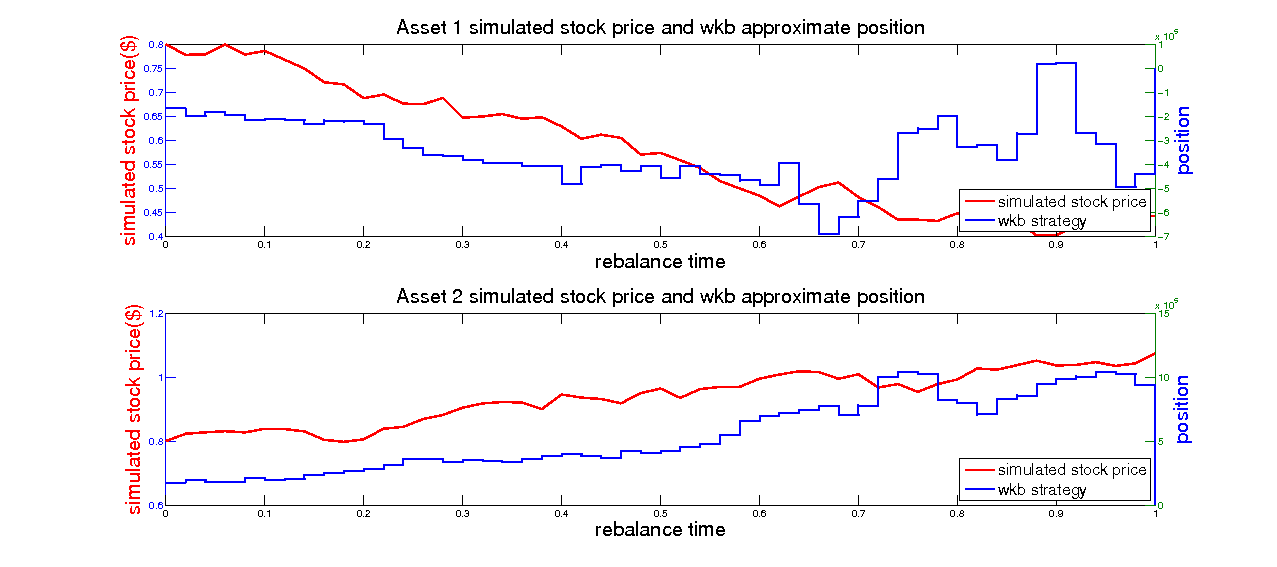 Asset 1 simulated stock price and wkb approximate position
x 10^5
simulated stock price($)
0.8
0.75
0.7
0.65
0.6
0.55
0.5
0.45
0.4
1
0
-1
-2
-3
-4
-5
-6
-7
position
simulated stock price
wkb strategy
0 0.1 0.2 0.3 0.4 0.5 0.6 0.7 0.8 0.9 1
rebalance time
Asset 2 simulated stock price and wkb approximate position
simulated stock price($)
1.2
1
0.8
0.6
15
10
5
0
position
simulated stock price
wkb strategy
0 0.1 0.2 0.3 0.4 0.5 0.6 0.7 0.8 0.9 1
rebalance time